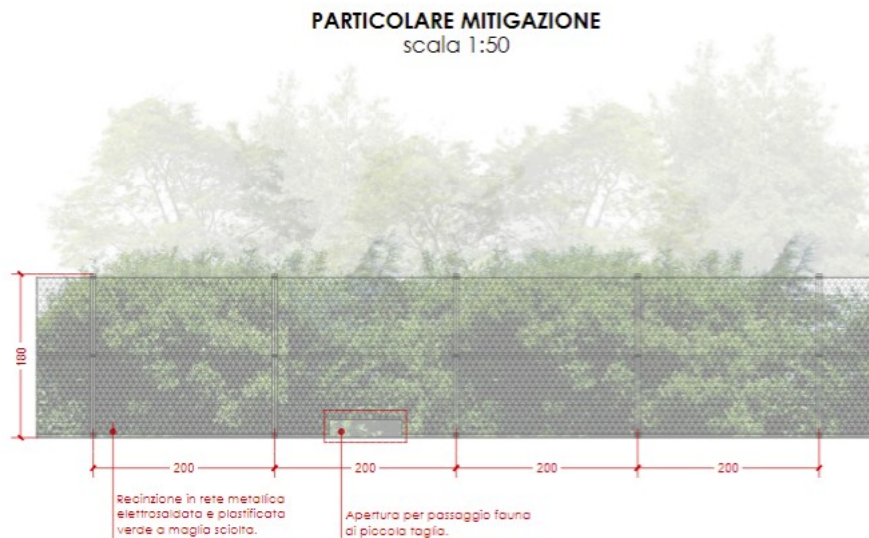 PARTICOLARE MITIGAZIONE
scala 1:50
180
200
200
200
200
Recinzione in rete metallica
elettrosaldata e plastificata
verde a maglia sciolta.
Apertura per passaggio fauna
di piccola taglia.